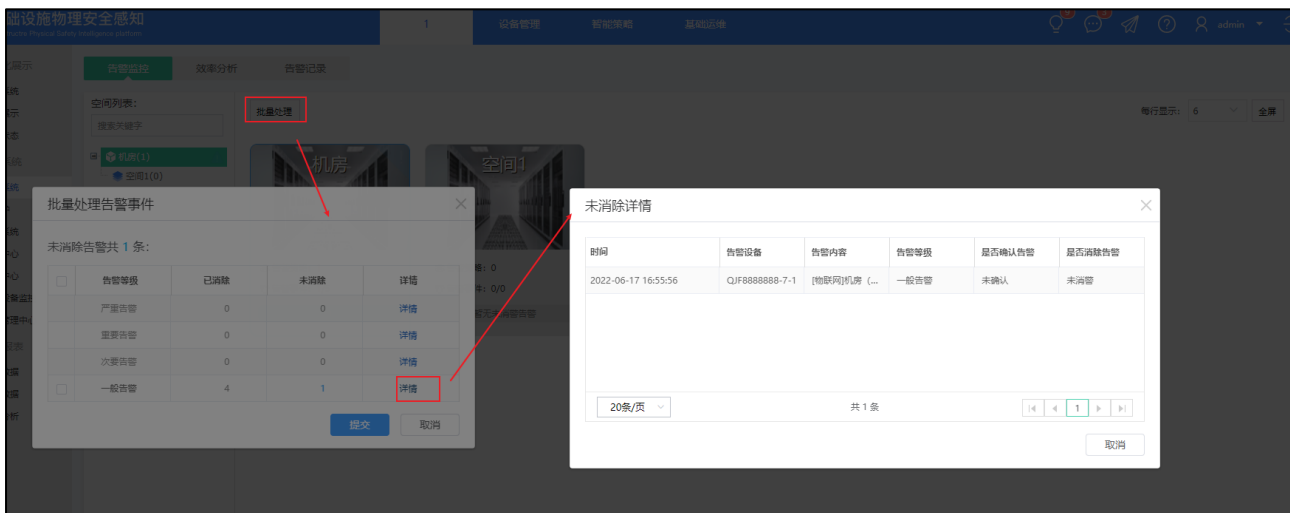 础设施物理安全感知
1 设备管理 智能策略 基础运维
admin
告警监控 效率分析 告警记录
空间列表:
搜索关键字
机房(1)
空间1(0)
批量处理
每行显示: 6 全屏
机房
空间1
批量处理告警事件
未消除告警共 1 条:
告警等级 已消除 未消除 详情
严重告警 0 0 详情
重要告警 0 0 详情
次要告警 0 0 详情
一般告警 4 1 详情
提交 取消
未消除详情
时间 告警设备 告警内容 告警等级 是否确认告警 是否消除告警
2022-06-17 16:55:56 QJF8888888-7-1 [物联网]机房 (... 一般告警 未确认 未消警
20条/页 共 1 条 1
取消